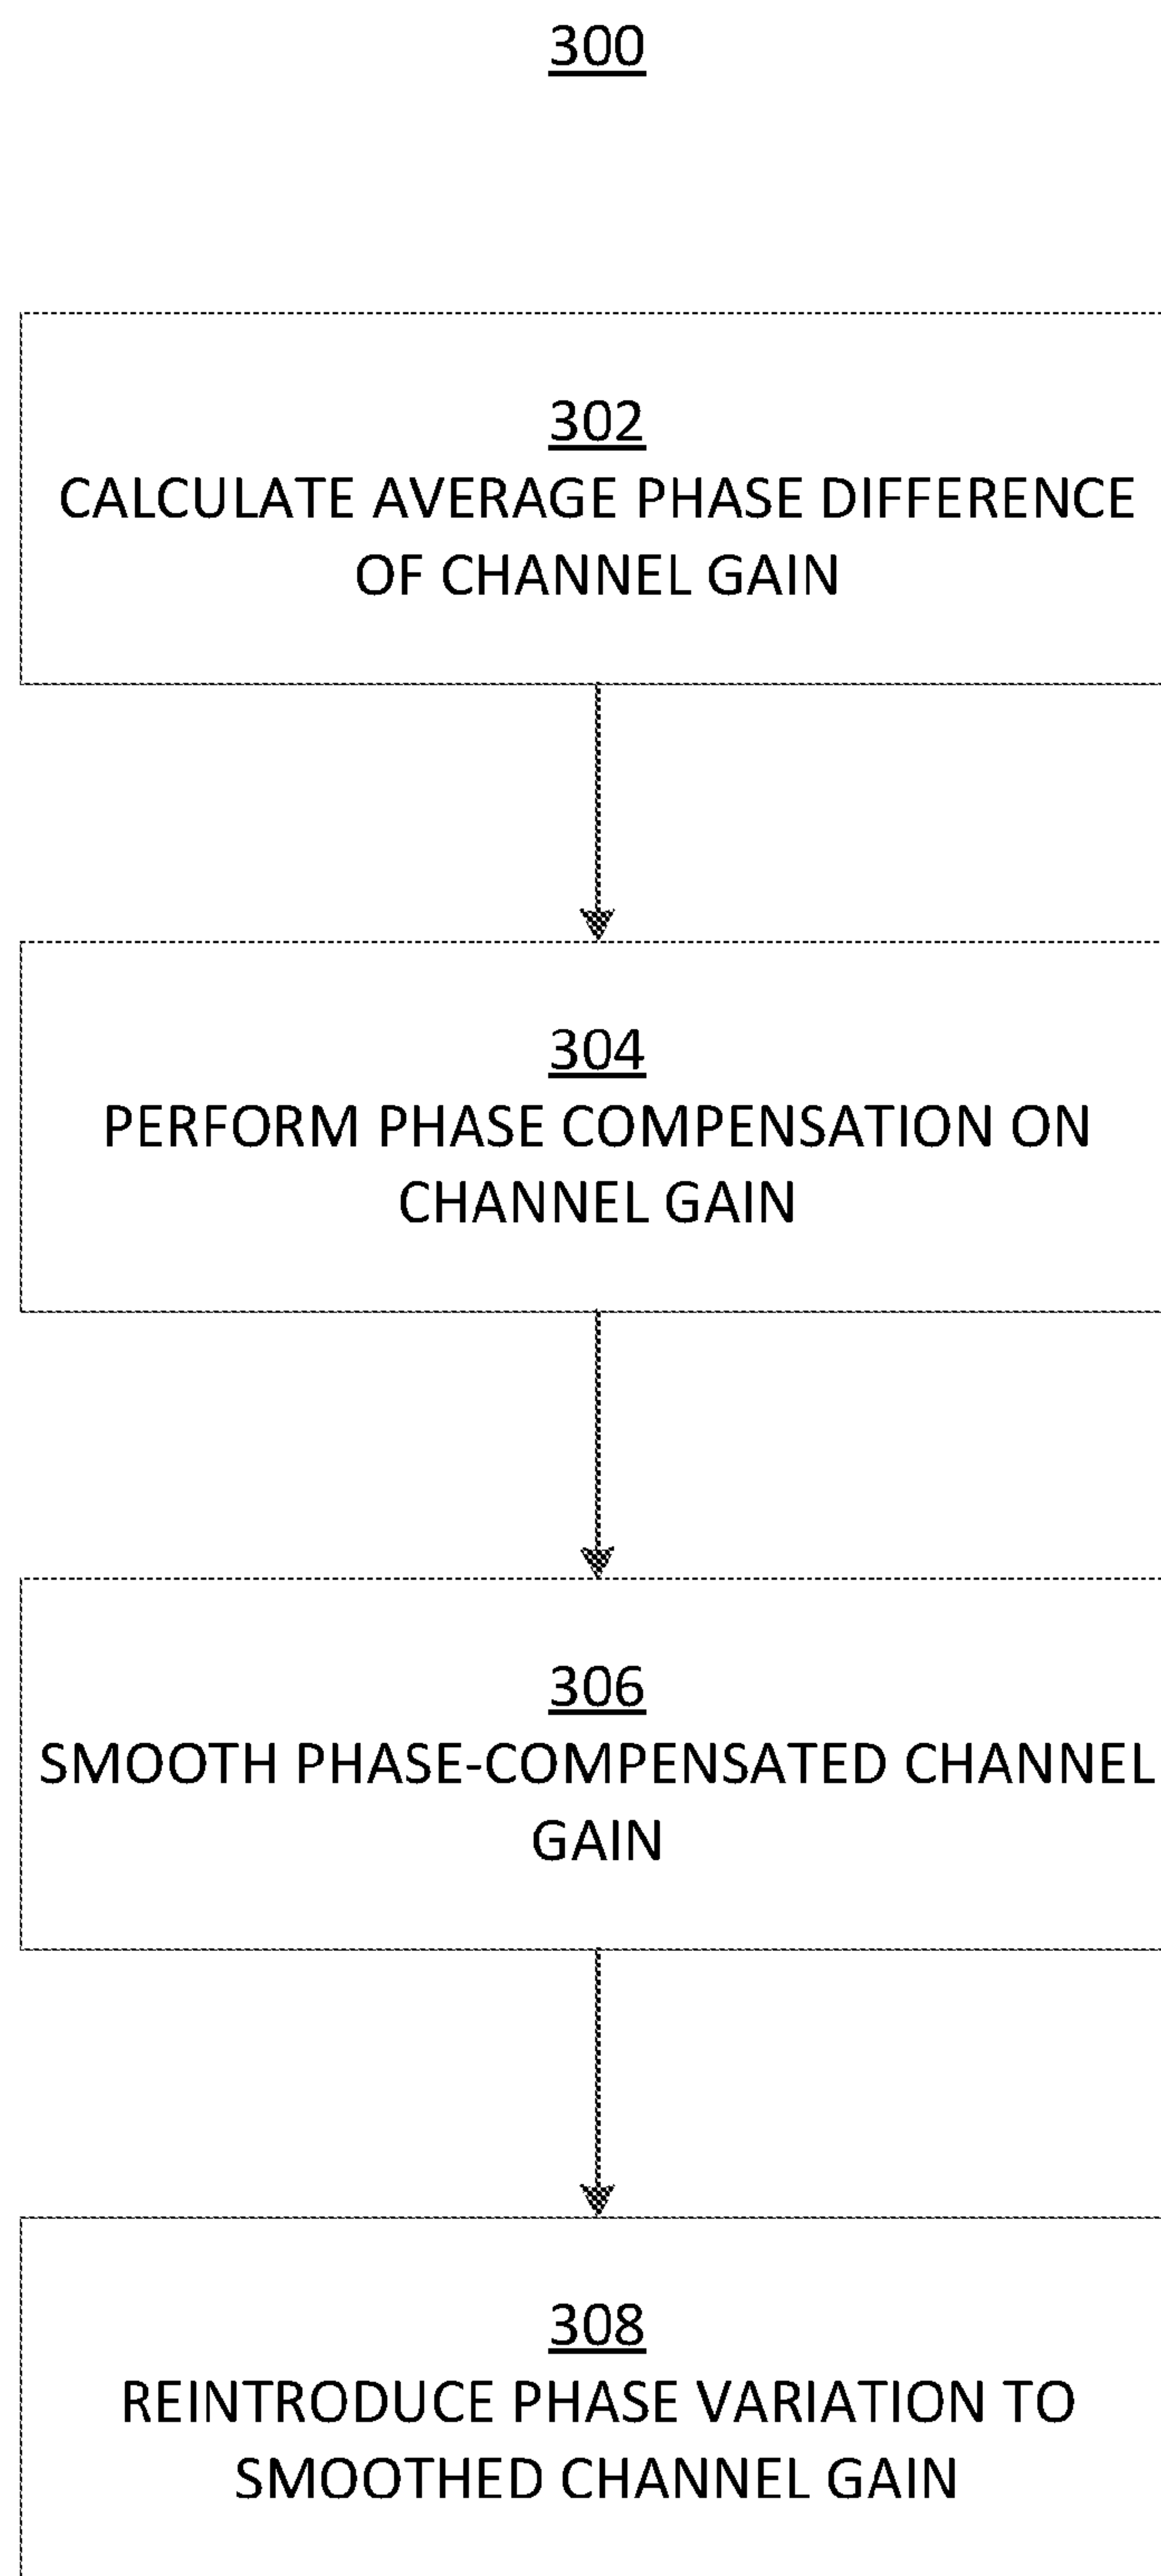 300
302
CALCULATE AVERAGE PHASE DIFFERENCE
OF CHANNEL GAIN
304
PERFORM PHASE COMPENSATION ON
CHANNEL GAIN
306
SMOOTH PHASE-COMPENSATED CHANNEL
GAIN
308
REINTRODUCE PHASE VARIATION TO
SMOOTHED CHANNEL GAIN